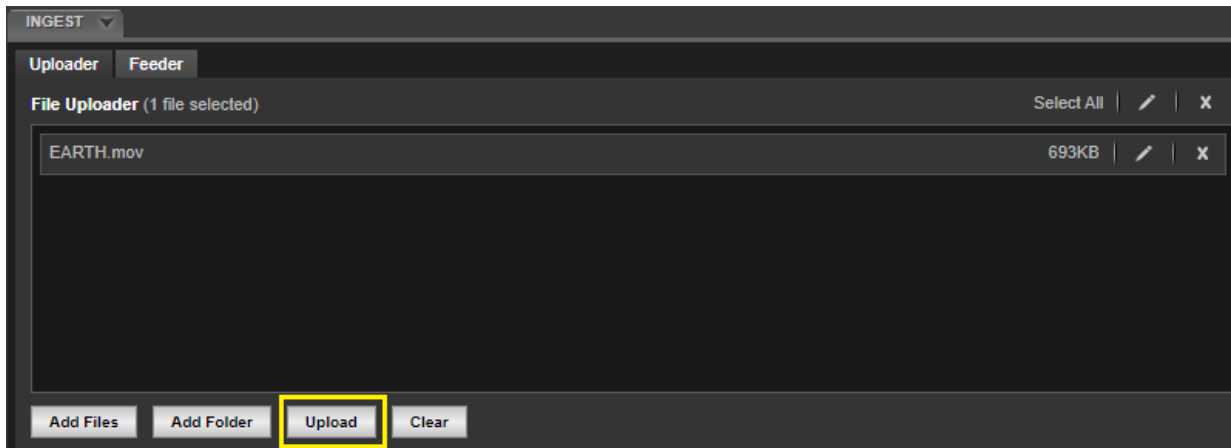 INGEST
Uploader Feeder
File Uploader (1 file selected) Select All x
EARTH.mov 693KB x
Add Files Add Folder Upload Clear